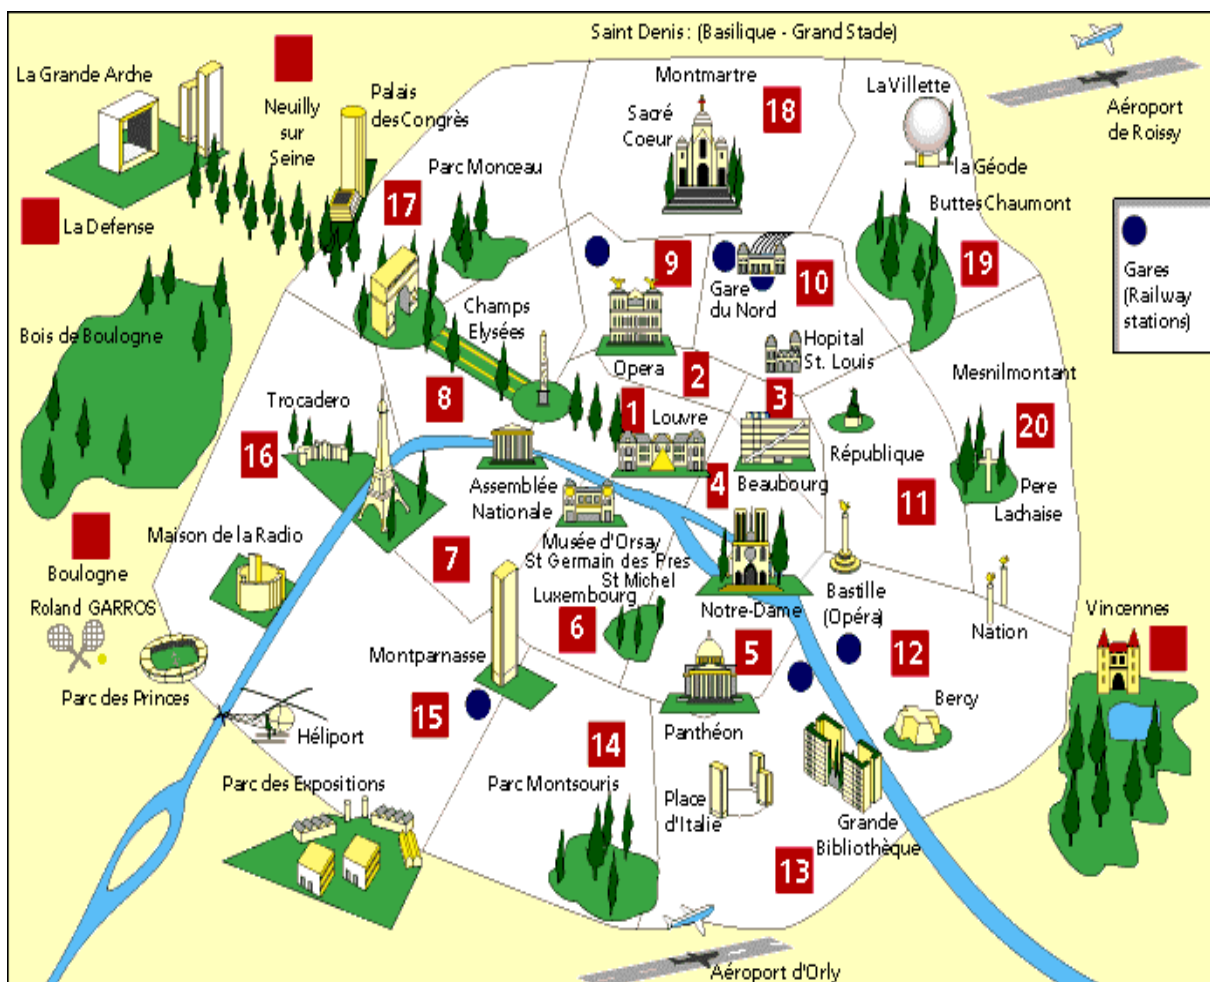 Saint Denis : (Basilique - Grand Stade)
La Grande Arche
Neuilly
sur
Seine
Palais
des Congrès
Montmartre
18
Sacré
Coeur
La Villette
la Géode
Aéroport
de Roissy
Parc Monceau
17
Buttes Chaumont
19
La Defense
Gares
(Railway
stations)
9
10
Gare
du Nord
Champs
Elysées
Bois de Boulogne
Opera
2
Hopital
St. Louis
3
Mesnilmontant
20
8
1
Louvre
Trocadero
16
République
4
Beaubourg
11
Pere
Lachaise
Assemblée
Nationale
Maison de la Radio
7
Musée d'Orsay
St Germain des Pres
St Michel
Luxembourg
6
Notre-Dame
Bastille
(Opéra)
Nation
Vincennes
Boulogne
Roland GARROS
Parc des Princes
Montparnasse
5
12
Bercy
15
Héliport
14
Panthéon
Parc des Expositions
Parc Montsouris
Place
d'Italie
Grande
Bibliothèque
13
Aéroport d'Orly